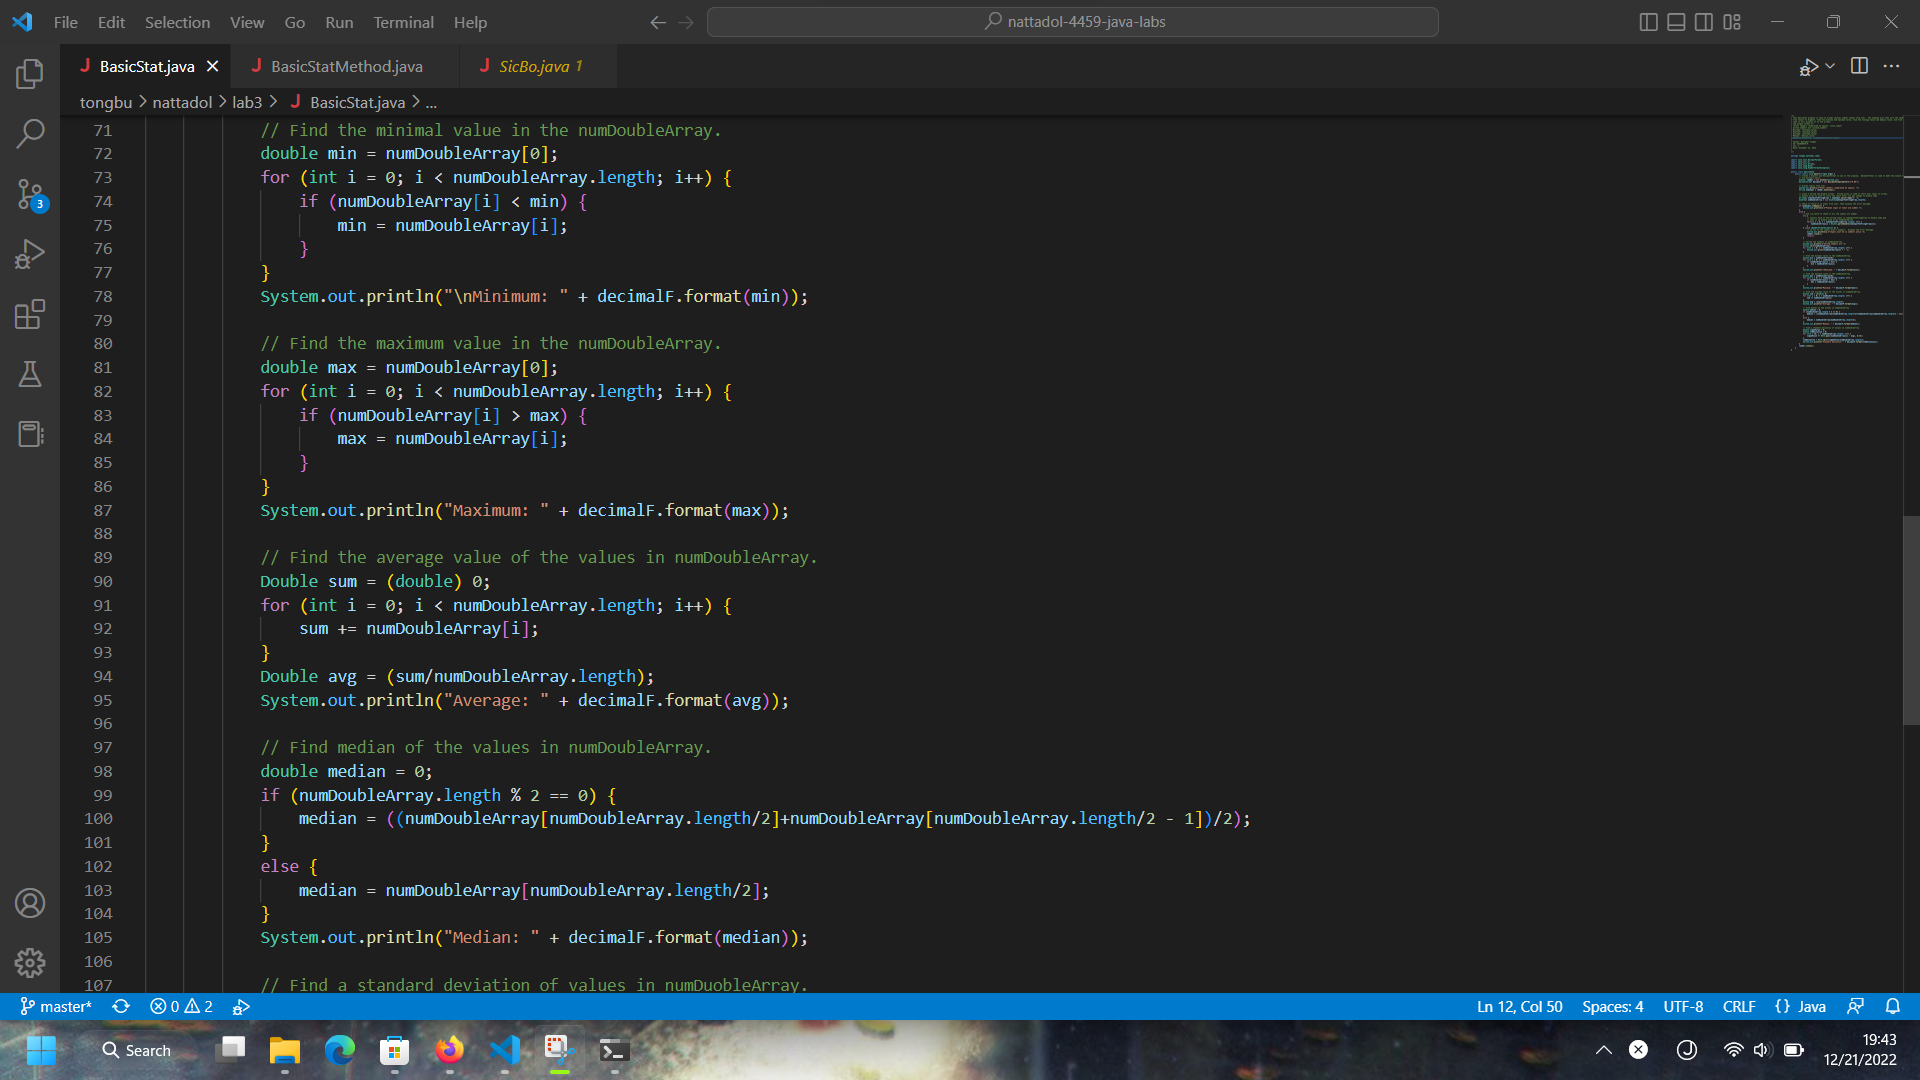 File Edit Selection View Go Run Terminal Help
nattadol-4459-java-labs
J BasicStat.java
J BasicStatMethod.java
J SicBo.java 1
tongbu > nattadol > lab3 > J BasicStat.java > ...
71 // Find the minimal value in the numDoubleArray.
72 double min = numDoubleArray[0];
73 for (int i = 0; i < numDoubleArray.length; i++) {
74 if (numDoubleArray[i] < min) {
75 min = numDoubleArray[i];
76 }
77 }
78 System.out.println("\nMinimum: " + decimalF.format(min));
79
80 // Find the maximum value in the numDoubleArray.
81 double max = numDoubleArray[0];
82 for (int i = 0; i < numDoubleArray.length; i++) {
83 if (numDoubleArray[i] > max) {
84 max = numDoubleArray[i];
85 }
86 }
87 System.out.println("Maximum: " + decimalF.format(max));
88
89 // Find the average value of the values in numDoubleArray.
90 Double sum = (double) 0;
91 for (int i = 0; i < numDoubleArray.length; i++) {
92 sum += numDoubleArray[i];
93 }
94 Double avg = (sum/numDoubleArray.length);
95 System.out.println("Average: " + decimalF.format(avg));
96
97 // Find median of the values in numDoubleArray.
98 double median = 0;
99 if (numDoubleArray.length % 2 == 0) {
100 median = ((numDoubleArray[numDoubleArray.length/2]+numDoubleArray[numDoubleArray.length/2 - 1])/2);
101 }
102 else {
103 median = numDoubleArray[numDoubleArray.length/2];
104 }
105 System.out.println("Median: " + decimalF.format(median));
106
107 // Find a standard deviation of values in numDuobleArray.
3
master* 0 2
Ln 12, Col 50 Spaces: 4 UTF-8 CRLF {} Java
Search
19:43
12/21/2022